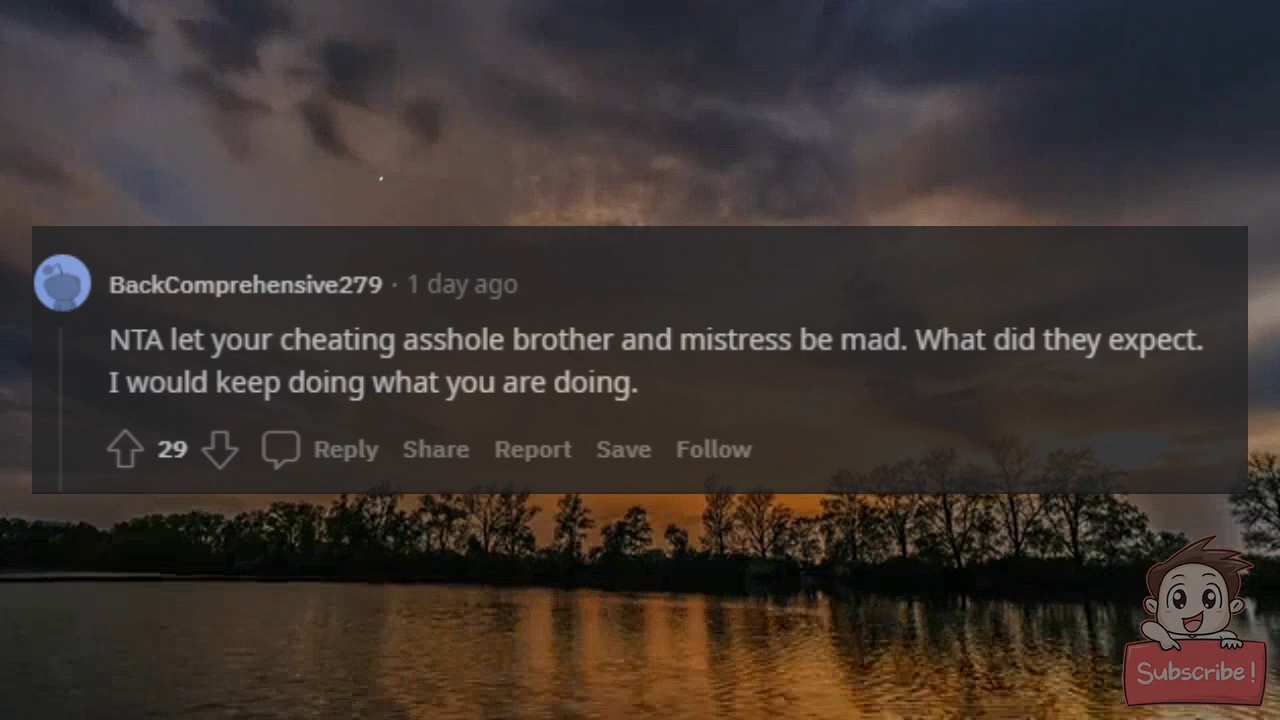 BackComprehensive279 · 1 day ago
NTA let your cheating asshole brother and mistress be mad. What did they expect.
I would keep doing what you are doing.
29 Reply Share Report Save Follow
Subscribe!